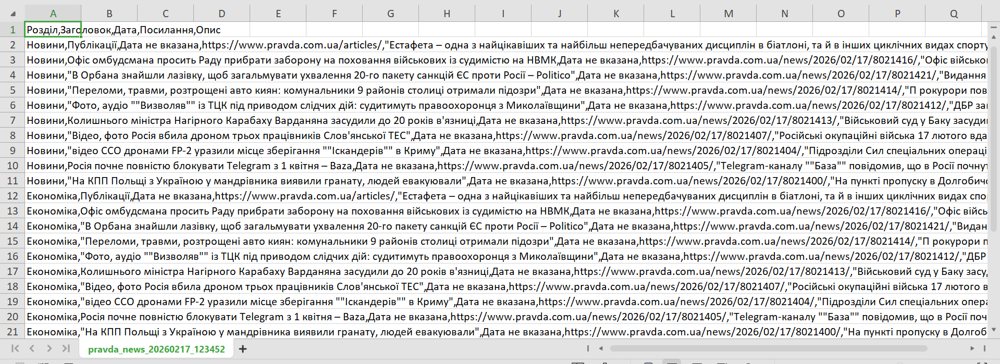 A B C D E F G H I J K L M N O P Q
1 Розділ,Заголовок,Дата,Посилання,Опис
2 Новини,Публікації,Дата не вказана,https://www.pravda.com.ua/articles/,"Естафета – одна з найцікавіших та найбільш непередбачуваних дисциплін в біатлоні, та й в інших циклічних видах спорту
3 Новини,Офіс омбудсмана просить Раду прибрати заборону на поховання військових із судимістю на НВМК,Дата не вказана,https://www.pravda.com.ua/news/2026/02/17/8021416/,"Офіс військо
4 Новини,"В Орбана знайшли лазівку, щоб загальмувати ухвалення 20-го пакету санкцій ЄС проти Росії – Politico",Дата не вказана,https://www.pravda.com.ua/news/2026/02/17/8021421/,"Видання
5 Новини,"Переломи, травми, розтрощені авто киян: комунальники 9 районів столиці отримали підозри",Дата не вказана,https://www.pravda.com.ua/news/2026/02/17/8021414/,"П рокурори пов
6 Новини,"Фото, аудіо ""Визволяв"" із ТЦК під приводом слідчих дій: судитимуть правоохоронця з Миколаївщини",Дата не вказана,https://www.pravda.com.ua/news/2026/02/17/8021412/,"ДБР за
7 Новини,Колишнього міністра Нагірного Карабаху Варданяна засудили до 20 років в'язниці,Дата не вказана,https://www.pravda.com.ua/news/2026/02/17/8021413/,"Військовий суд у Баку засуди
8 Новини,"Відео, фото Росія вбила дроном трьох працівників Слов'янської ТЕС",Дата не вказана,https://www.pravda.com.ua/news/2026/02/17/8021407/,"Російські окупаційні війська 17 лютого вда
9 Новини,"відео ССО дронами FP-2 уразили місце зберігання ""Іскандерів"" в Криму",Дата не вказана,https://www.pravda.com.ua/news/2026/02/17/8021404/,"Підрозділи Сил спеціальних операці
10 Новини,Росія почне повністю блокувати Telegram з 1 квітня – Baza,Дата не вказана,https://www.pravda.com.ua/news/2026/02/17/8021405/,"Telegram-каналу ""База"" повідомив, що в Росії почнут
11 Новини,"На КПП Польщі з Україною у мандрівника виявили гранату, людей евакуювали",Дата не вказана,https://www.pravda.com.ua/news/2026/02/17/8021400/,"На пункті пропуску в Долгобичо
12 Економіка,Публікації,Дата не вказана,https://www.pravda.com.ua/articles/,"Естафета – одна з найцікавіших та найбільш непередбачуваних дисциплін в біатлоні, та й в інших циклічних видах спо
13 Економіка,Офіс омбудсмана просить Раду прибрати заборону на поховання військових із судимістю на НВМК,Дата не вказана,https://www.pravda.com.ua/news/2026/02/17/8021416/,"Офіс війсь
14 Економіка,"В Орбана знайшли лазівку, щоб загальмувати ухвалення 20-го пакету санкцій ЄС проти Росії – Politico",Дата не вказана,https://www.pravda.com.ua/news/2026/02/17/8021421/,"Видан
15 Економіка,"Переломи, травми, розтрощені авто киян: комунальники 9 районів столиці отримали підозри",Дата не вказана,https://www.pravda.com.ua/news/2026/02/17/8021414/,"П рокурори п
16 Економіка,"Фото, аудіо ""Визволяв"" із ТЦК під приводом слідчих дій: судитимуть правоохоронця з Миколаївщини",Дата не вказана,https://www.pravda.com.ua/news/2026/02/17/8021412/,"ДБР
17 Економіка,Колишнього міністра Нагірного Карабаху Варданяна засудили до 20 років в'язниці,Дата не вказана,https://www.pravda.com.ua/news/2026/02/17/8021413/,"Військовий суд у Баку засу
18 Економіка,"Відео, фото Росія вбила дроном трьох працівників Слов'янської ТЕС",Дата не вказана,https://www.pravda.com.ua/news/2026/02/17/8021407/,"Російські окупаційні війська 17 лютого в
19 Економіка,"відео ССО дронами FP-2 уразили місце зберігання ""Іскандерів"" в Криму",Дата не вказана,https://www.pravda.com.ua/news/2026/02/17/8021404/,"Підрозділи Сил спеціальних опера
20 Економіка,Росія почне повністю блокувати Telegram з 1 квітня – Baza,Дата не вказана,https://www.pravda.com.ua/news/2026/02/17/8021405/,"Telegram-каналу ""База"" повідомив, що в Росії поч
21 Економіка,"На КПП Польщі з Україною у мандрівника виявили гранату, людей евакуювали",Дата не вказана,https://www.pravda.com.ua/news/2026/02/17/8021400/,"На пункті пропуску в Долгоб
pravda_news_20260217_123452